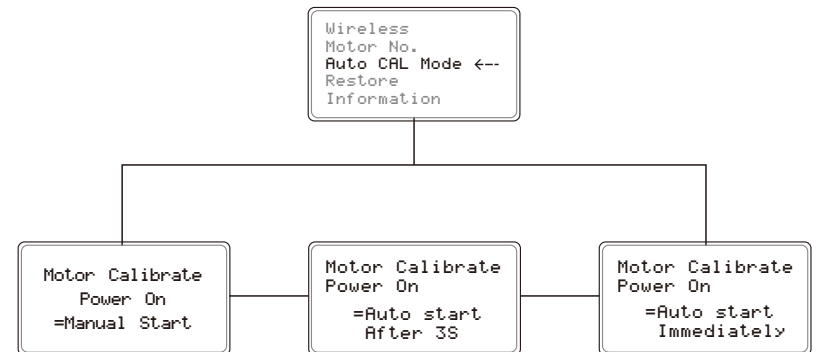 Wireless
Motor No.
Auto CAL Mode ←--
Restore
Information
Motor Calibrate
Power On
=Manual Start
Motor Calibrate
Power On
=Auto start
After 3S
Motor Calibrate
Power On
=Auto start
Immediately